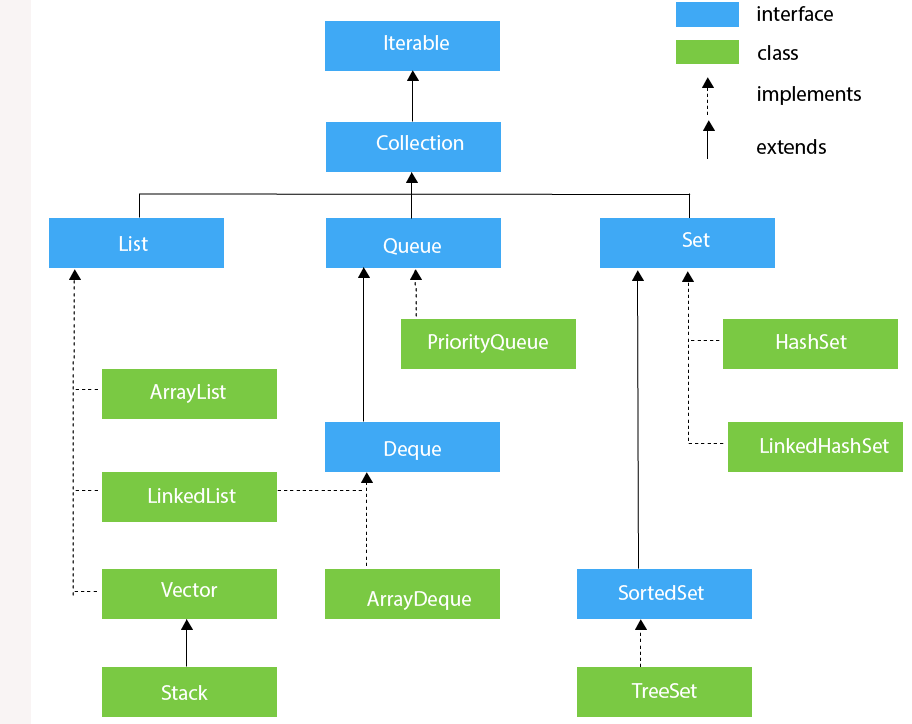 interface
Iterable
class
implements
Collection
extends
List
Queue
Set
PriorityQueue
HashSet
ArrayList
Deque
LinkedHashSet
LinkedList
Vector
ArrayDeque
SortedSet
Stack
TreeSet